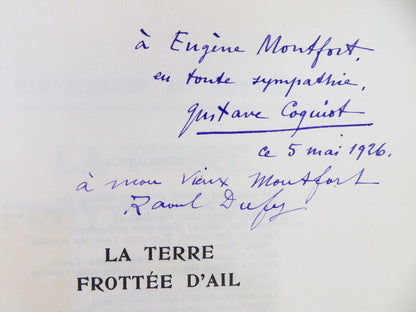 à Eugène Montfort,
en toute sympathie,
Gustave Coquiot
ce 5 mai 1926.
à mon vieux Montfort
Raoul Dufy
LA TERRE
FROTTÉE D'AIL